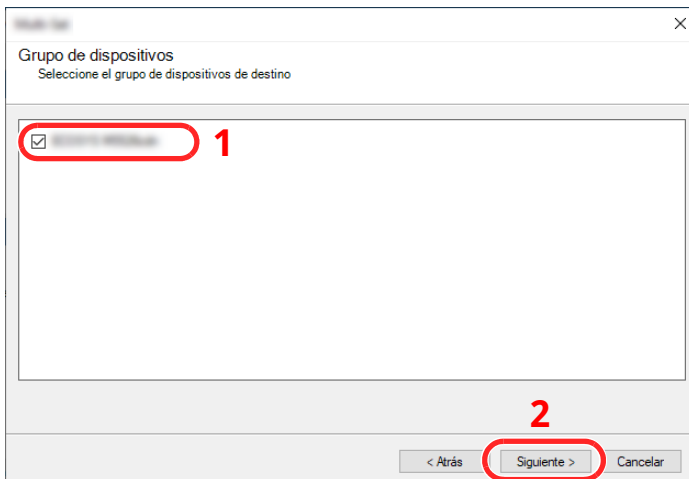 Grupo de dispositivos
Seleccione el grupo de dispositivos de destino
1
2
< Atrás
Siguiente >
Cancelar